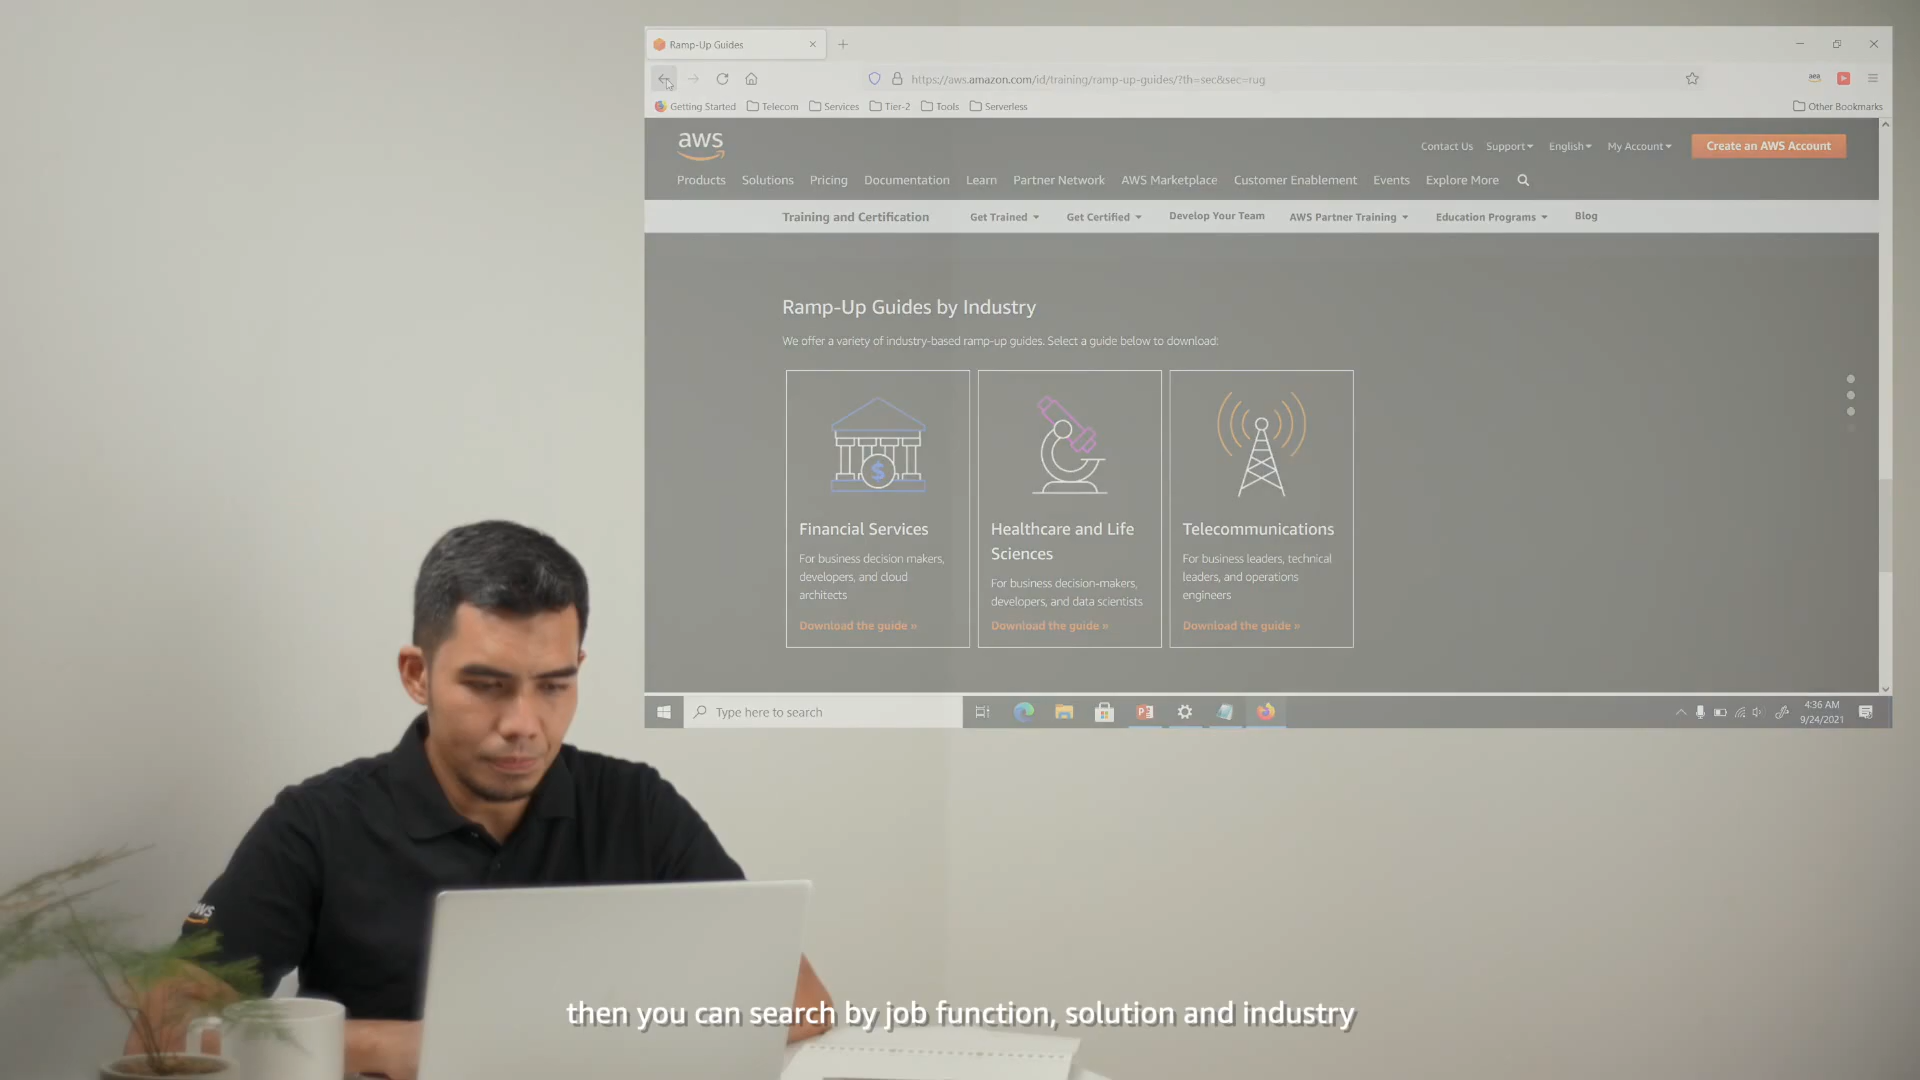 Ramp-Up Guides
https://aws.amazon.com/id/training/ramp-up-guides/?th=sec&sec=rug
Getting Started Telecom Services Tier-2 Tools Serverless Other Bookmarks
aws
Contact Us Support English My Account Create an AWS Account
Products Solutions Pricing Documentation Learn Partner Network AWS Marketplace Customer Enablement Events Explore More
Training and Certification Get Trained Get Certified Develop Your Team AWS Partner Training Education Programs Blog
Ramp-Up Guides by Industry
We offer a variety of industry-based ramp-up guides. Select a guide below to download:
$
Financial Services
For business decision makers,
developers, and cloud
architects
Download the guide »
Healthcare and Life
Sciences
For business decision-makers,
developers, and data scientists
Download the guide »
Telecommunications
For business leaders, technical
leaders, and operations
engineers
Download the guide »
Type here to search
4:36 AM
9/24/2021
aws
then you can search by job function, solution and industry